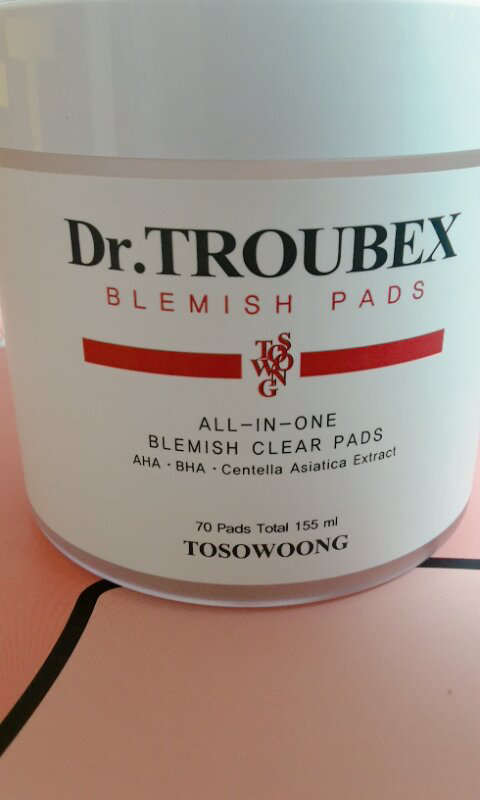 Dr.TROUBEX
BLEMISH PADS
TOSOWOONG
ALL-IN-ONE
BLEMISH CLEAR PADS
AHA · BHA · Centella Asiatica Extract
70 Pads Total 155 ml
TOSOWOONG